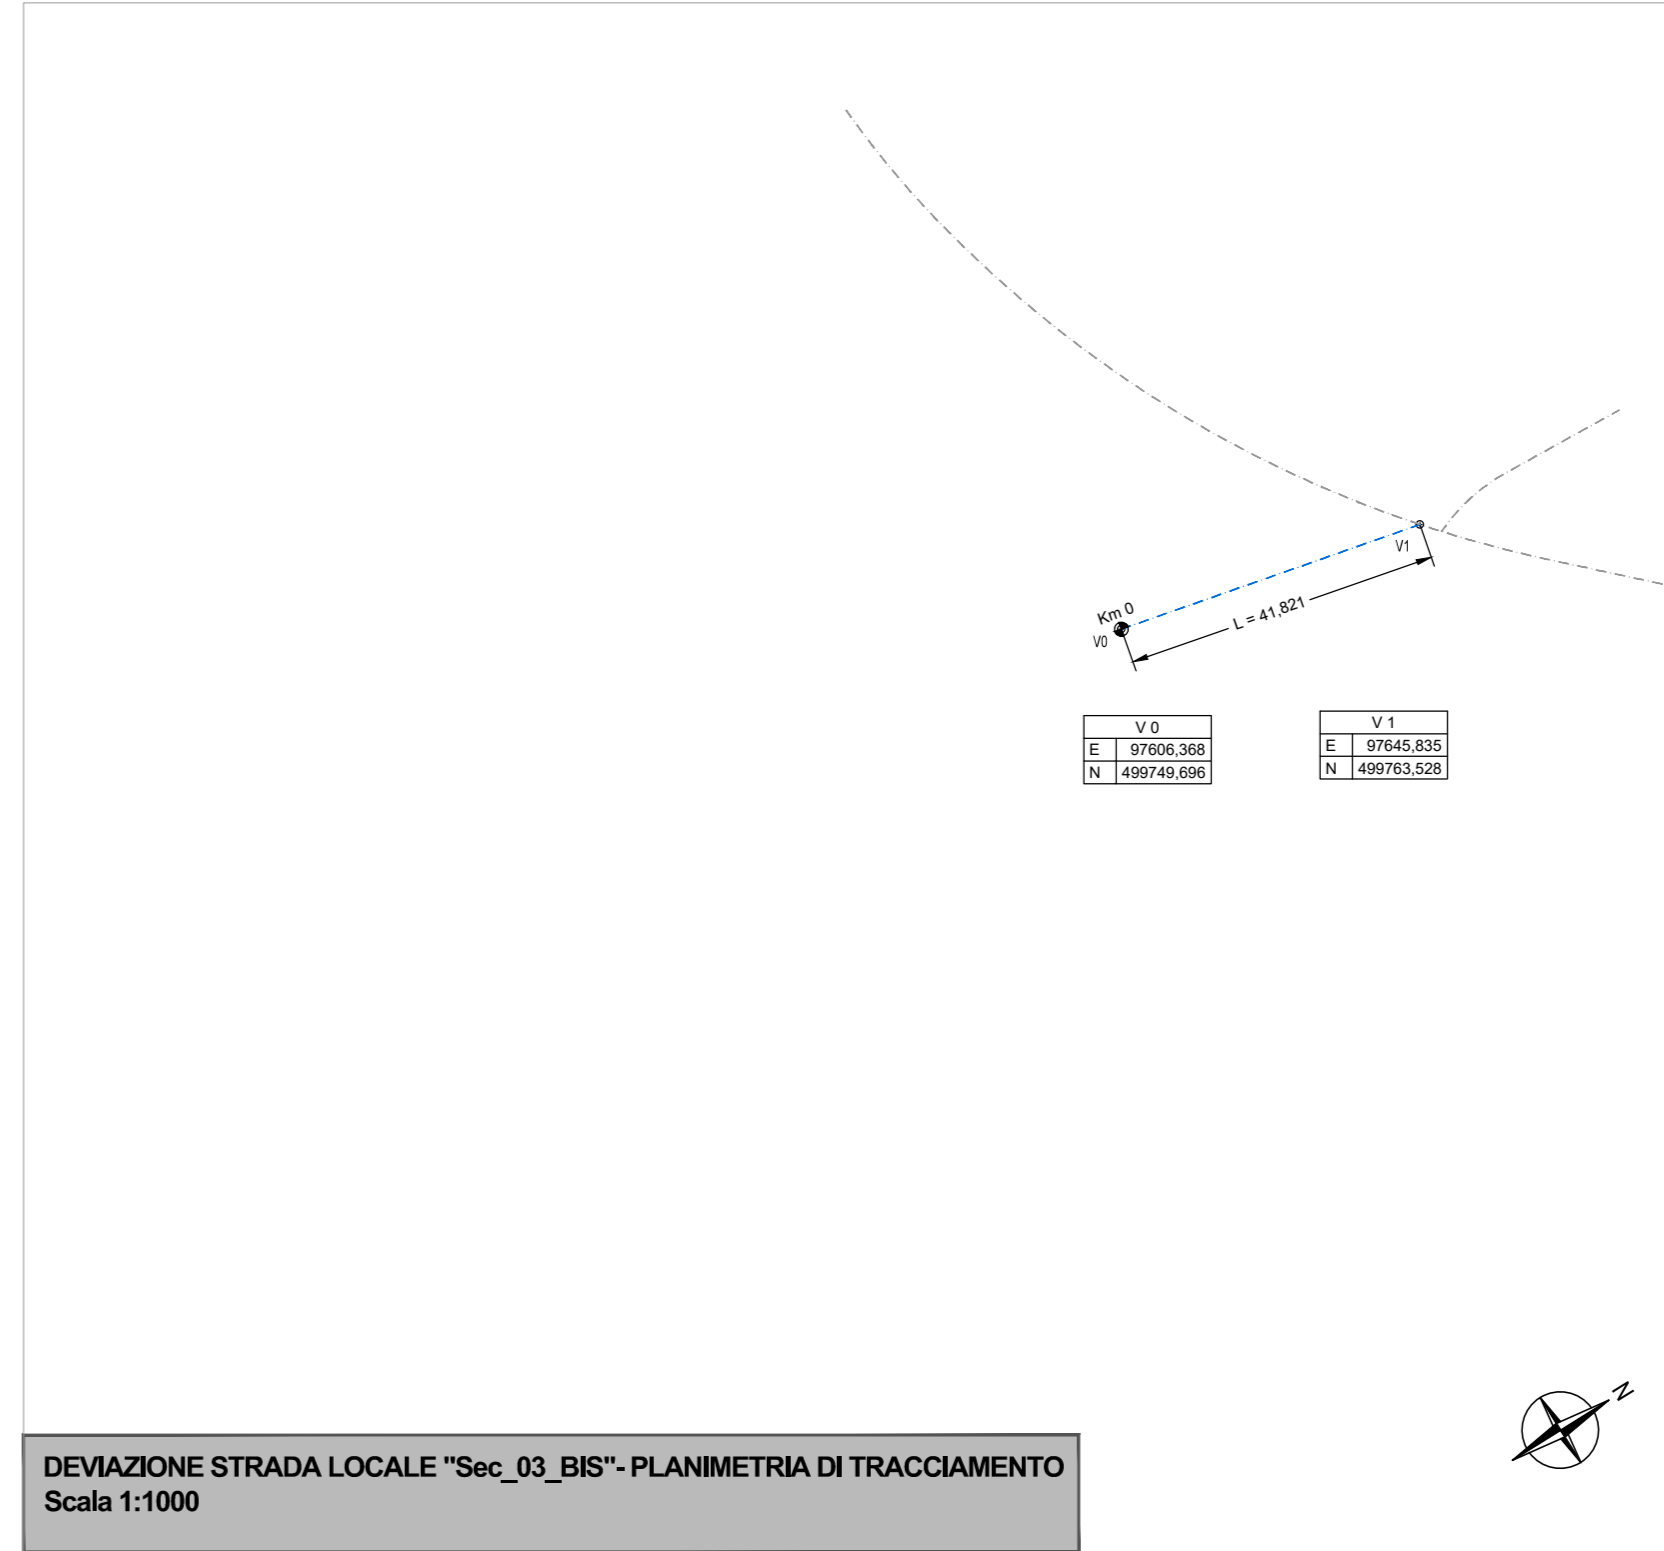 V1
Km 0
L = 41,821
V0
V 0
E 97606,368
N 499749,696
V 1
E 97645,835
N 499763,528
N
DEVIAZIONE STRADA LOCALE "Sec_03_BIS"- PLANIMETRIA DI TRACCIAMENTO
Scala 1:1000